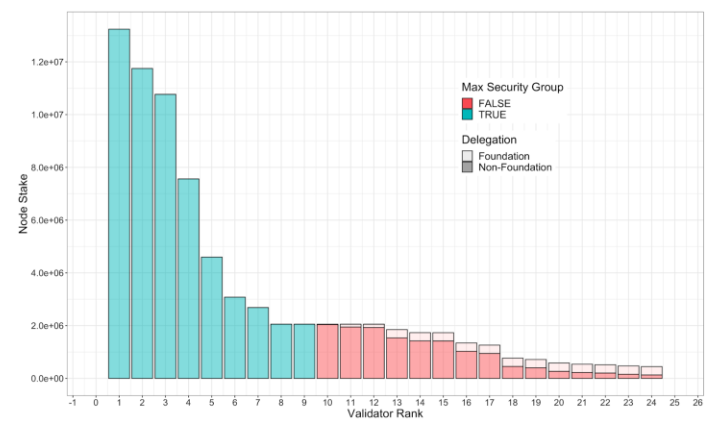 1.2e+07
1.0e+07
8.0e+06
6.0e+06
4.0e+06
2.0e+06
0.0e+00
Node Stake
Max Security Group
FALSE
TRUE
Delegation
Foundation
Non-Foundation
-1 0 1 2 3 4 5 6 7 8 9 10 11 12 13 14 15 16 17 18 19 20 21 22 23 24 25 26
Validator Rank